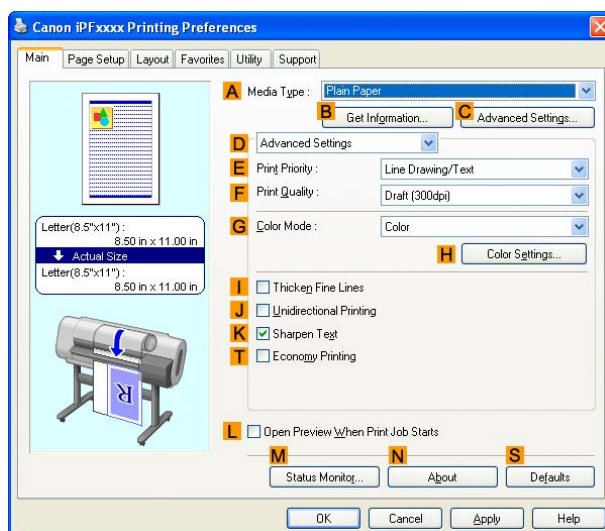 Canon iPFxxxx Printing Preferences
Main Page Setup Layout Favorites Utility Support
A Media Type : Plain Paper
B Get Information... C Advanced Settings...
D Advanced Settings
E Print Priority : Line Drawing/Text
F Print Quality : Draft (300dpi)
Letter(8.5"x11") :
8.50 in x 11.00 in
Actual Size
Letter(8.5"x11") :
8.50 in x 11.00 in
G Color Mode : Color
H Color Settings...
I Thicken Fine Lines
J Unidirectional Printing
K Sharpen Text
T Economy Printing
R
L Open Preview When Print Job Starts
M N S
Status Monitor... About Defaults
OK Cancel Apply Help